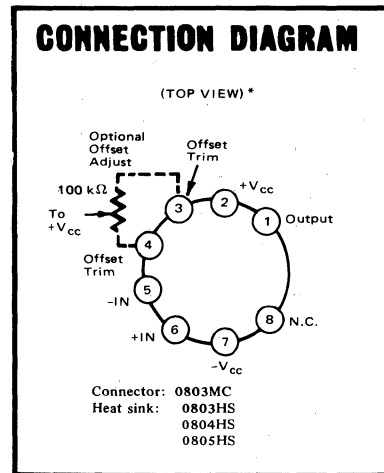 CONNECTION DIAGRAM
(TOP VIEW) *
Optional
Offset
Adjust
Offset
Trim
100 kΩ
To
+Vcc
3
+Vcc
2
1
Output
4
Offset
Trim
5
-IN
+IN
6
7
-Vcc
8
N.C.
Connector: 0803MC
Heat sink: 0803HS
0804HS
0805HS